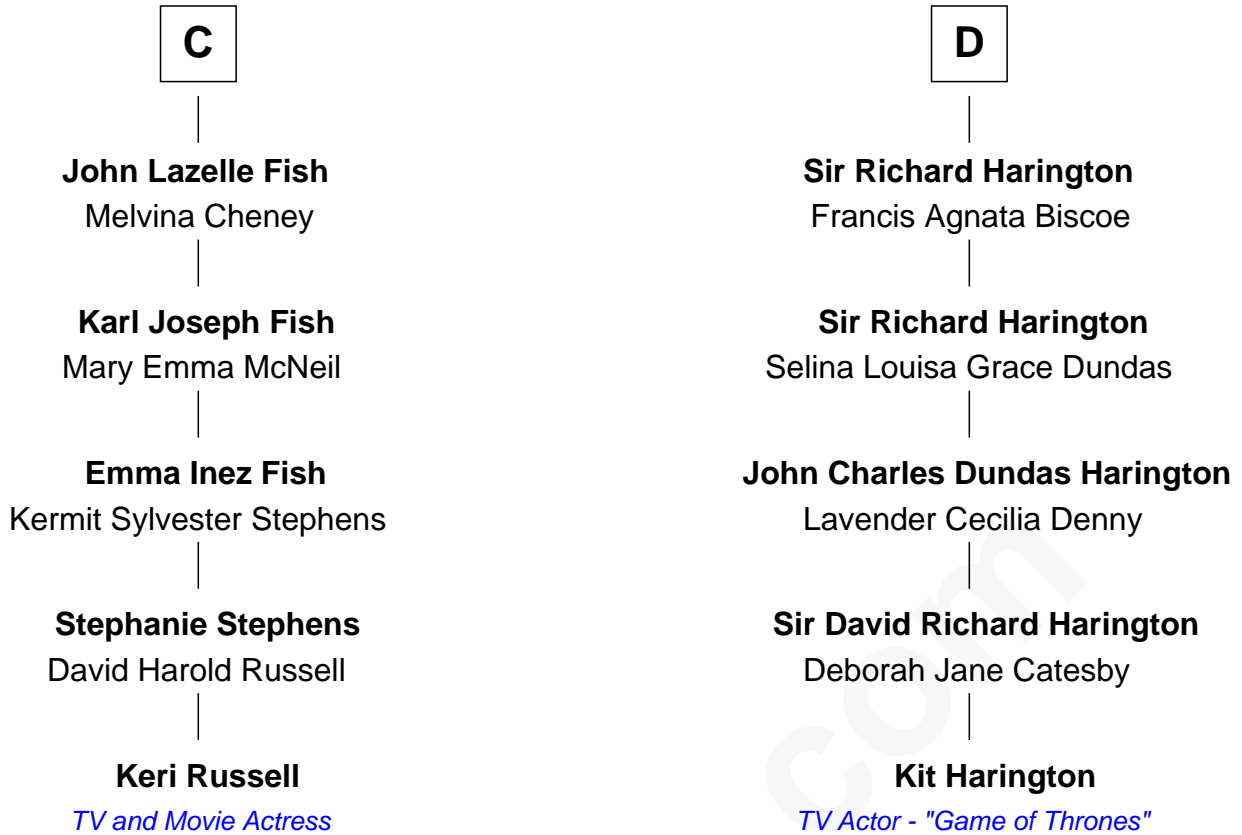 C
John Lazelle Fish
Melvina Cheney
Karl Joseph Fish
Mary Emma McNeil
Emma Inez Fish
Kermit Sylvester Stephens
Stephanie Stephens
David Harold Russell
Keri Russell
TV and Movie Actress
D
Sir Richard Harington
Francis Agnata Biscoe
Sir Richard Harington
Selina Louisa Grace Dundas
John Charles Dundas Harington
Lavender Cecilia Denny
Sir David Richard Harington
Deborah Jane Catesby
Kit Harington
TV Actor - "Game of Thrones"
com